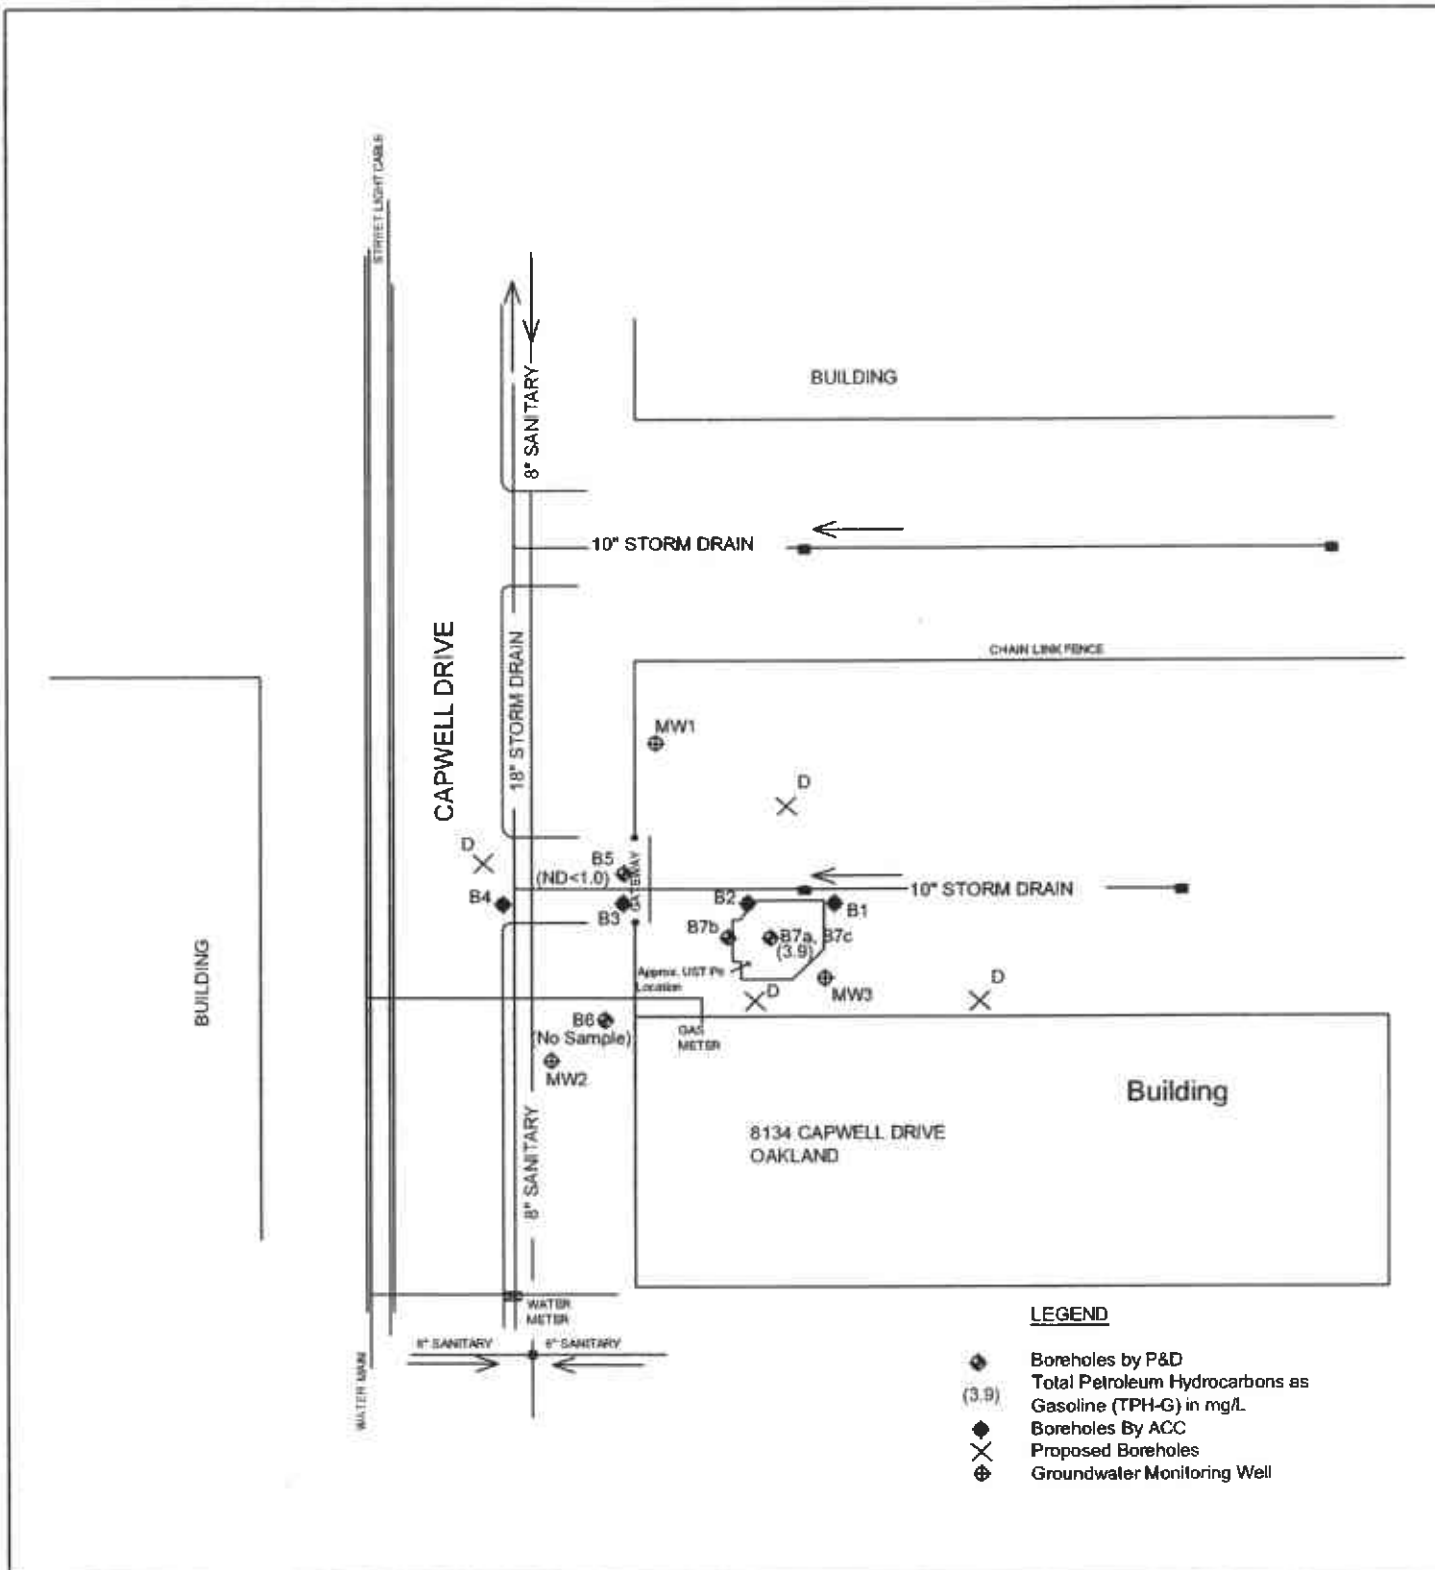 STREET LIGHT CABLE
8" SANITARY
BUILDING
10" STORM DRAIN
CHAIN LINK FENCE
CAPWELL DRIVE
18" STORM DRAIN
MW1
D
D
B5
(ND<1.0)
GATEWAY
10" STORM DRAIN
B4
B3
B2
B1
B7b
B7a, B7c
(3.9)
Approx. UST Pit
Location
MW3
D
D
BUILDING
B6
(No Sample)
GAS
METER
MW2
Building
8" SANITARY
8134 CAPWELL DRIVE
OAKLAND
WATER
METER
6" SANITARY
WATER MAIN
LEGEND
Boreholes by P&D
(3.9)
Total Petroleum Hydrocarbons as
Gasoline (TPH-G) in mg/L
Boreholes By ACC
Proposed Boreholes
Groundwater Monitoring Well